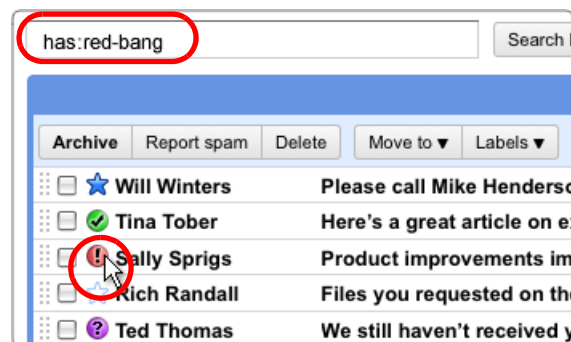 has:red-bang Search
Archive Report spam Delete Move to ▼ Labels ▼
Will Winters Please call Mike Henderso
Tina Tober Here's a great article on e
Sally Sprigs Product improvements im
Rich Randall Files you requested on the
Ted Thomas We still haven't received y